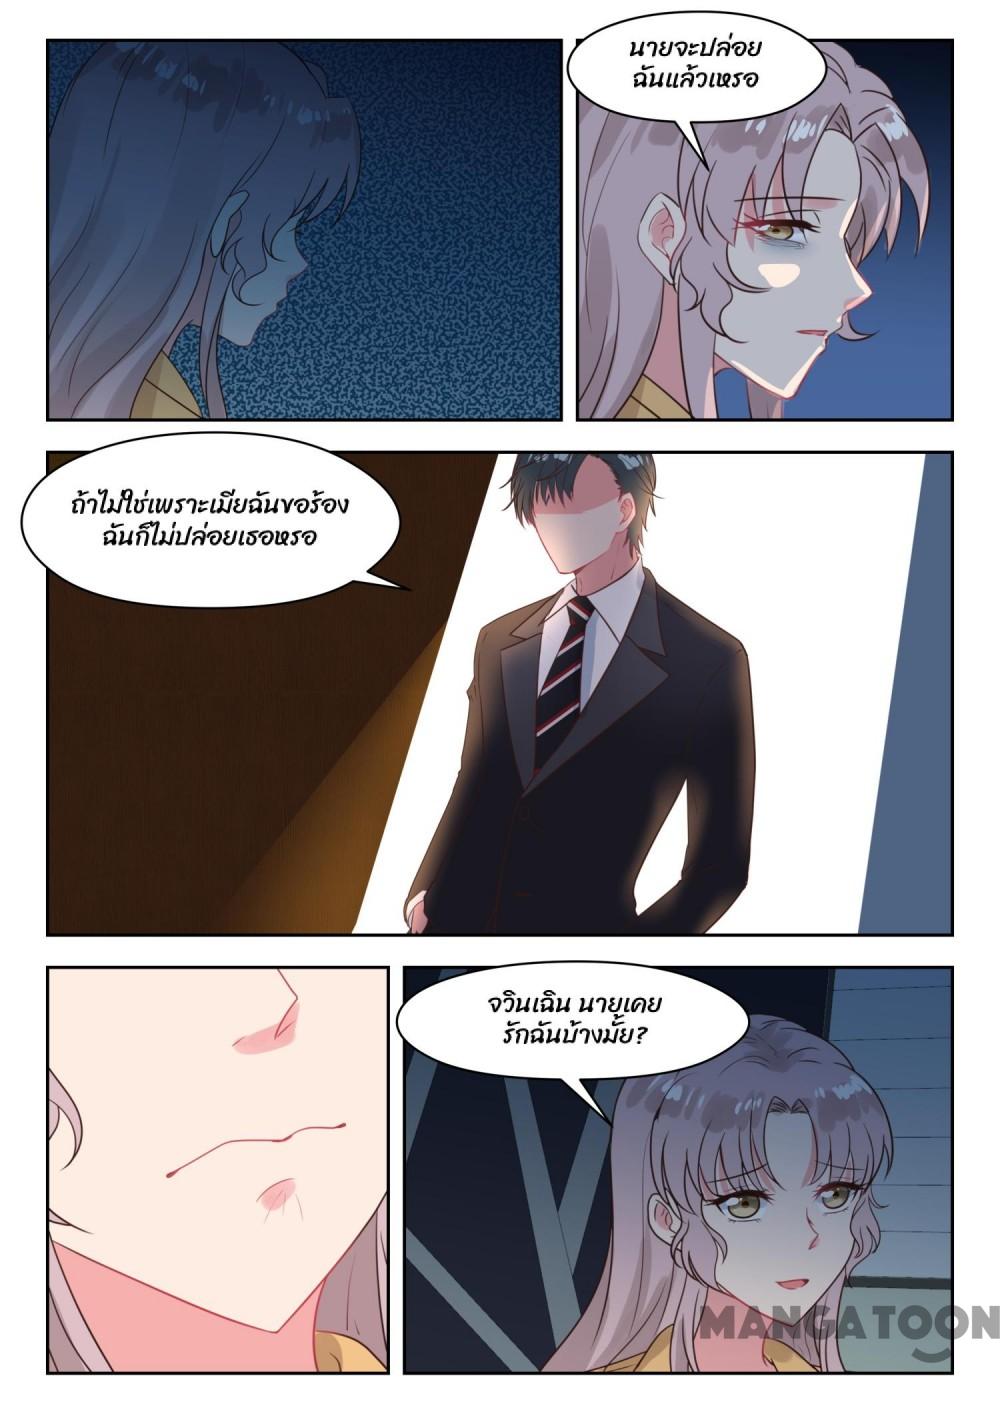 นายจะปล่อย
ฉันแล้วเหรอ
ถ้าไม่ใช่เพราะเมียฉันขอร้อง
ฉันก็ไม่ปล่อยเธอหรอ
จวินเฉิน นายเคย
รักฉันบ้างมั้ย?
MANGATOON